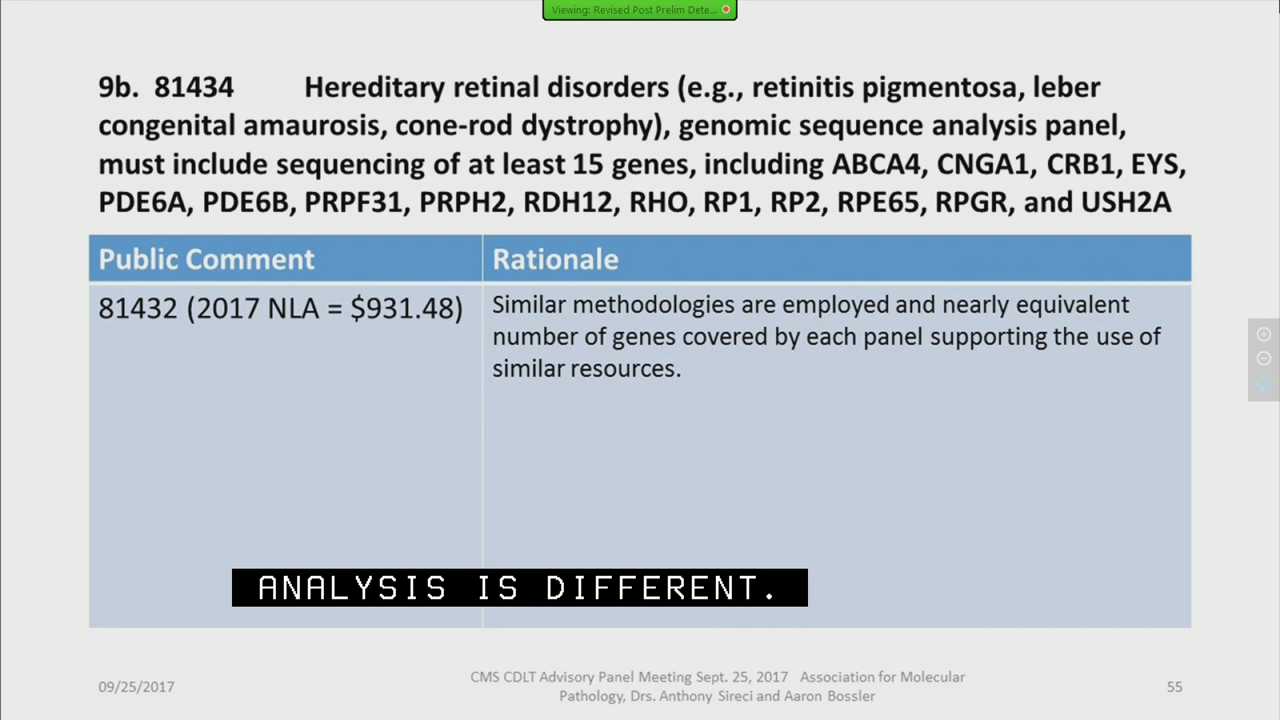 Viewing: Revised Post Prelim Dete...
9b. 81434 Hereditary retinal disorders (e.g., retinitis pigmentosa, leber
congenital amaurosis, cone-rod dystrophy), genomic sequence analysis panel,
must include sequencing of at least 15 genes, including ABCA4, CNGA1, CRB1, EYS,
PDE6A, PDE6B, PRPF31, PRPH2, RDH12, RHO, RP1, RP2, RPE65, RPGR, and USH2A
Public Comment
Rationale
81432 (2017 NLA = $931.48)
Similar methodologies are employed and nearly equivalent
number of genes covered by each panel supporting the use of
similar resources.
ANALYSIS IS DIFFERENT.
09/25/2017
CMS CDLT Advisory Panel Meeting Sept. 25, 2017 Association for Molecular
Pathology, Drs. Anthony Sireci and Aaron Bossler
55